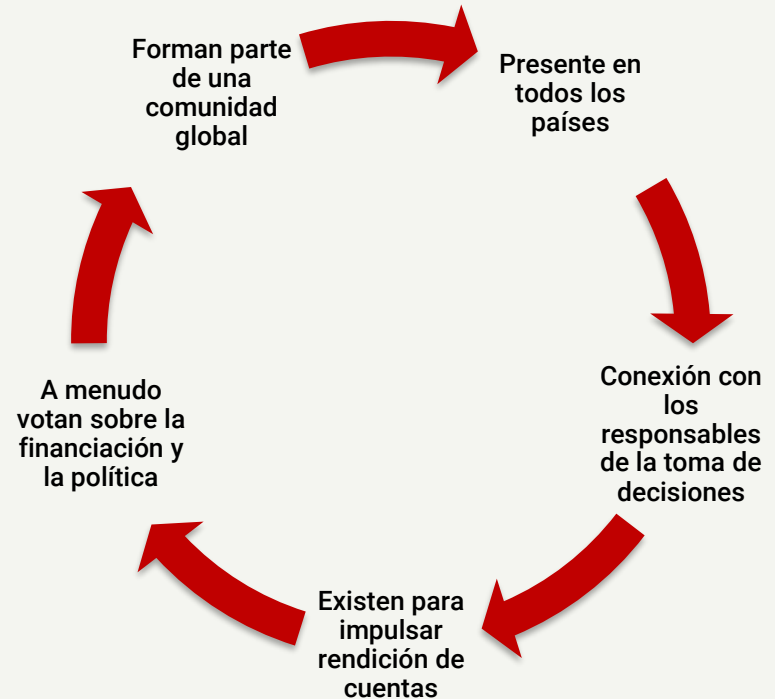 Forman parte
de una
comunidad
global
Presente en
todos los
países
Conexión con
los
responsables
de la toma de
decisiones
Existen para
impulsar
rendición de
cuentas
A menudo
votan sobre la
financiación y
la política